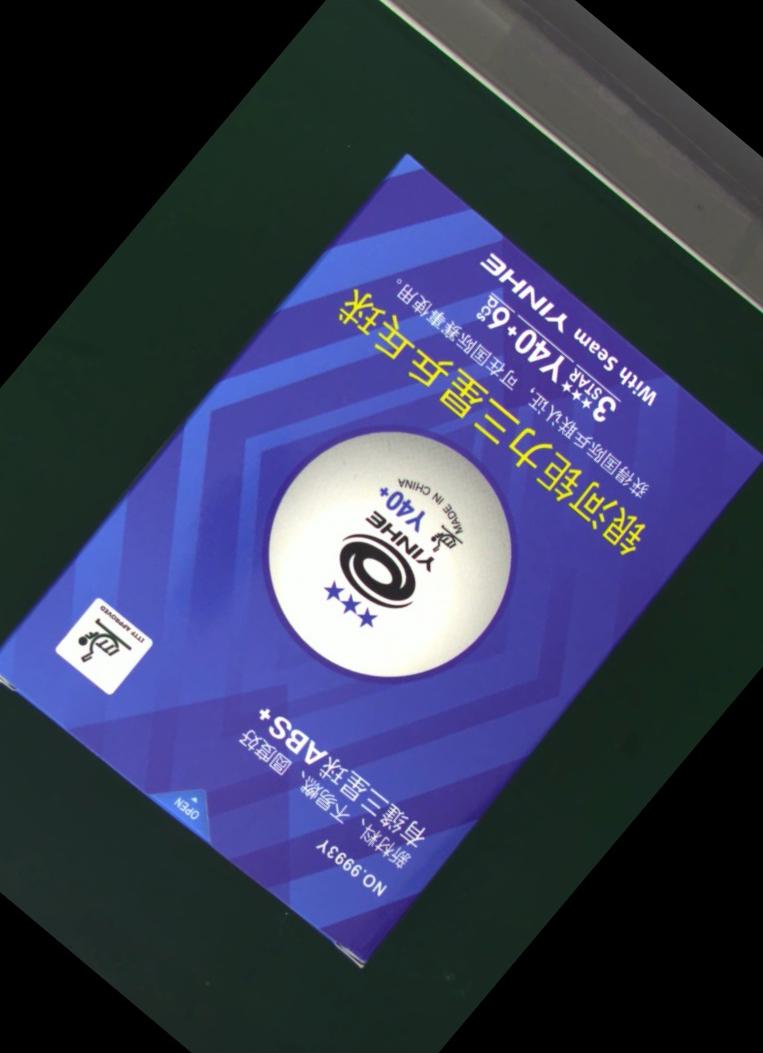 With Seam YINHE
3★★★ STAR Y40+ 6只
获得国际乒联认证，可在国际赛事使用。
银河钜力三星乒乓球
MADE IN CHINA
Y40+
YINHE
ITTF APPROVED
有缝三星球ABS+
新材料、不易燃、圆度好
NO.9993Y
OPEN